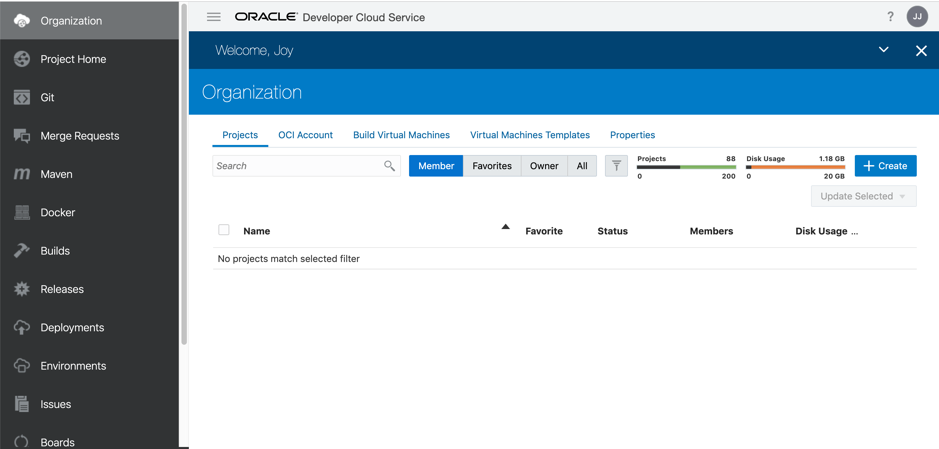 Organization
Project Home
Git
Merge Requests
Maven
Docker
Builds
Releases
Deployments
Environments
Issues
Boards
ORACLE® Developer Cloud Service
? JJ
Welcome, Joy
Organization
Projects OCI Account Build Virtual Machines Virtual Machines Templates Properties
Search Member Favorites Owner All
Projects 88
0 200
Disk Usage 1.18 GB
0 20 GB
+ Create
Update Selected
Name Favorite Status Members Disk Usage ...
No projects match selected filter